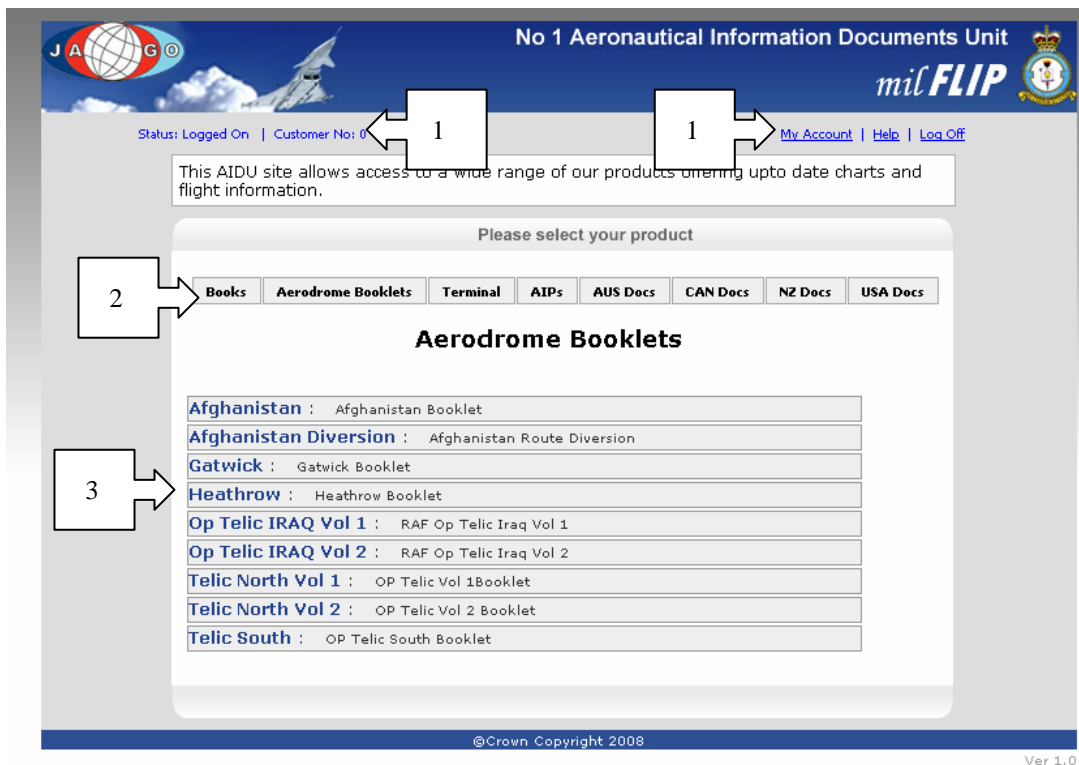 JAGO
No 1 Aeronautical Information Documents Unit
mil FLIP
Status: Logged On | Customer No: 0
1
1
My Account | Help | Log Off
This AIDU site allows access to a wide range of our products offering upto date charts and
flight information.
Please select your product
2
Books Aerodrome Booklets Terminal AIPs AUS Docs CAN Docs NZ Docs USA Docs
Aerodrome Booklets
Afghanistan : Afghanistan Booklet
Afghanistan Diversion : Afghanistan Route Diversion
Gatwick : Gatwick Booklet
3
Heathrow : Heathrow Booklet
Op Telic IRAQ Vol 1 : RAF Op Telic Iraq Vol 1
Op Telic IRAQ Vol 2 : RAF Op Telic Iraq Vol 2
Telic North Vol 1 : OP Telic Vol 1Booklet
Telic North Vol 2 : OP Telic Vol 2 Booklet
Telic South : OP Telic South Booklet
©Crown Copyright 2008
Ver 1.0